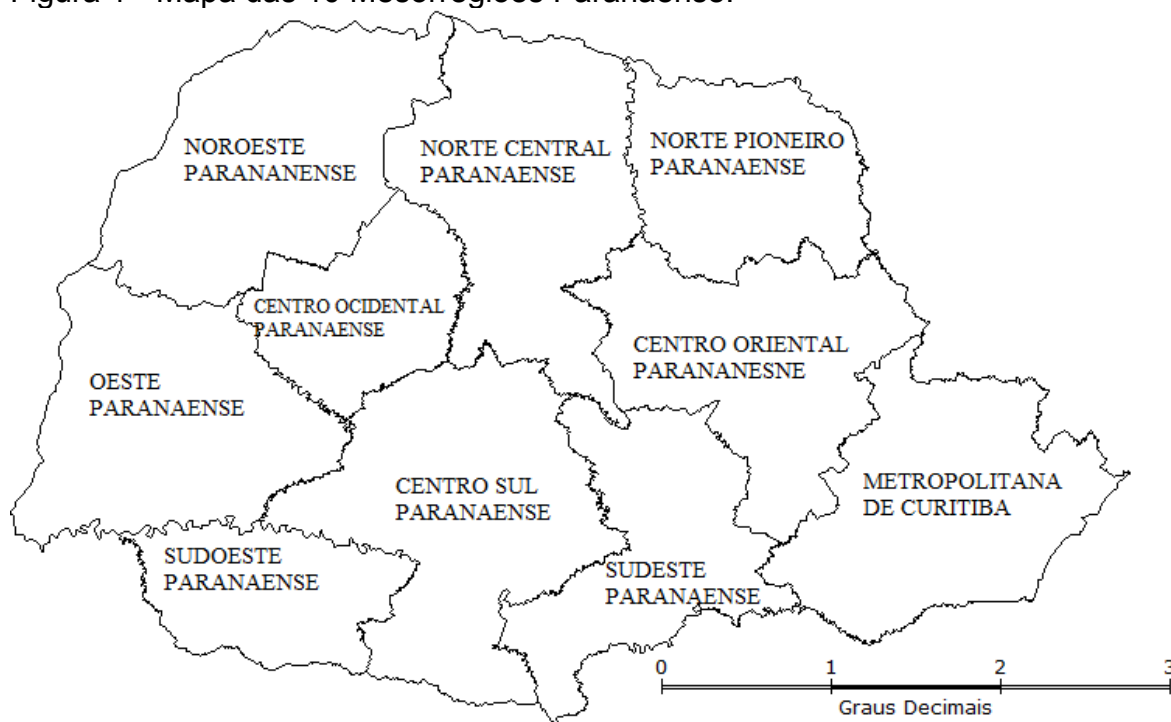 Figura 1 - Mapa das 10 Mesorregiões Paranaense.
NOROESTE
PARANANENSE
NORTE CENTRAL
PARANAENSE
NORTE PIONEIRO
PARANAENSE
CENTRO OCIDENTAL
PARANAENSE
CENTRO ORIENTAL
PARANANESNE
OESTE
PARANAENSE
CENTRO SUL
PARANAENSE
METROPOLITANA
DE CURITIBA
SUDOESTE
PARANAENSE
SUDESTE
PARANAENSE
0 1 2 3
Graus Decimais